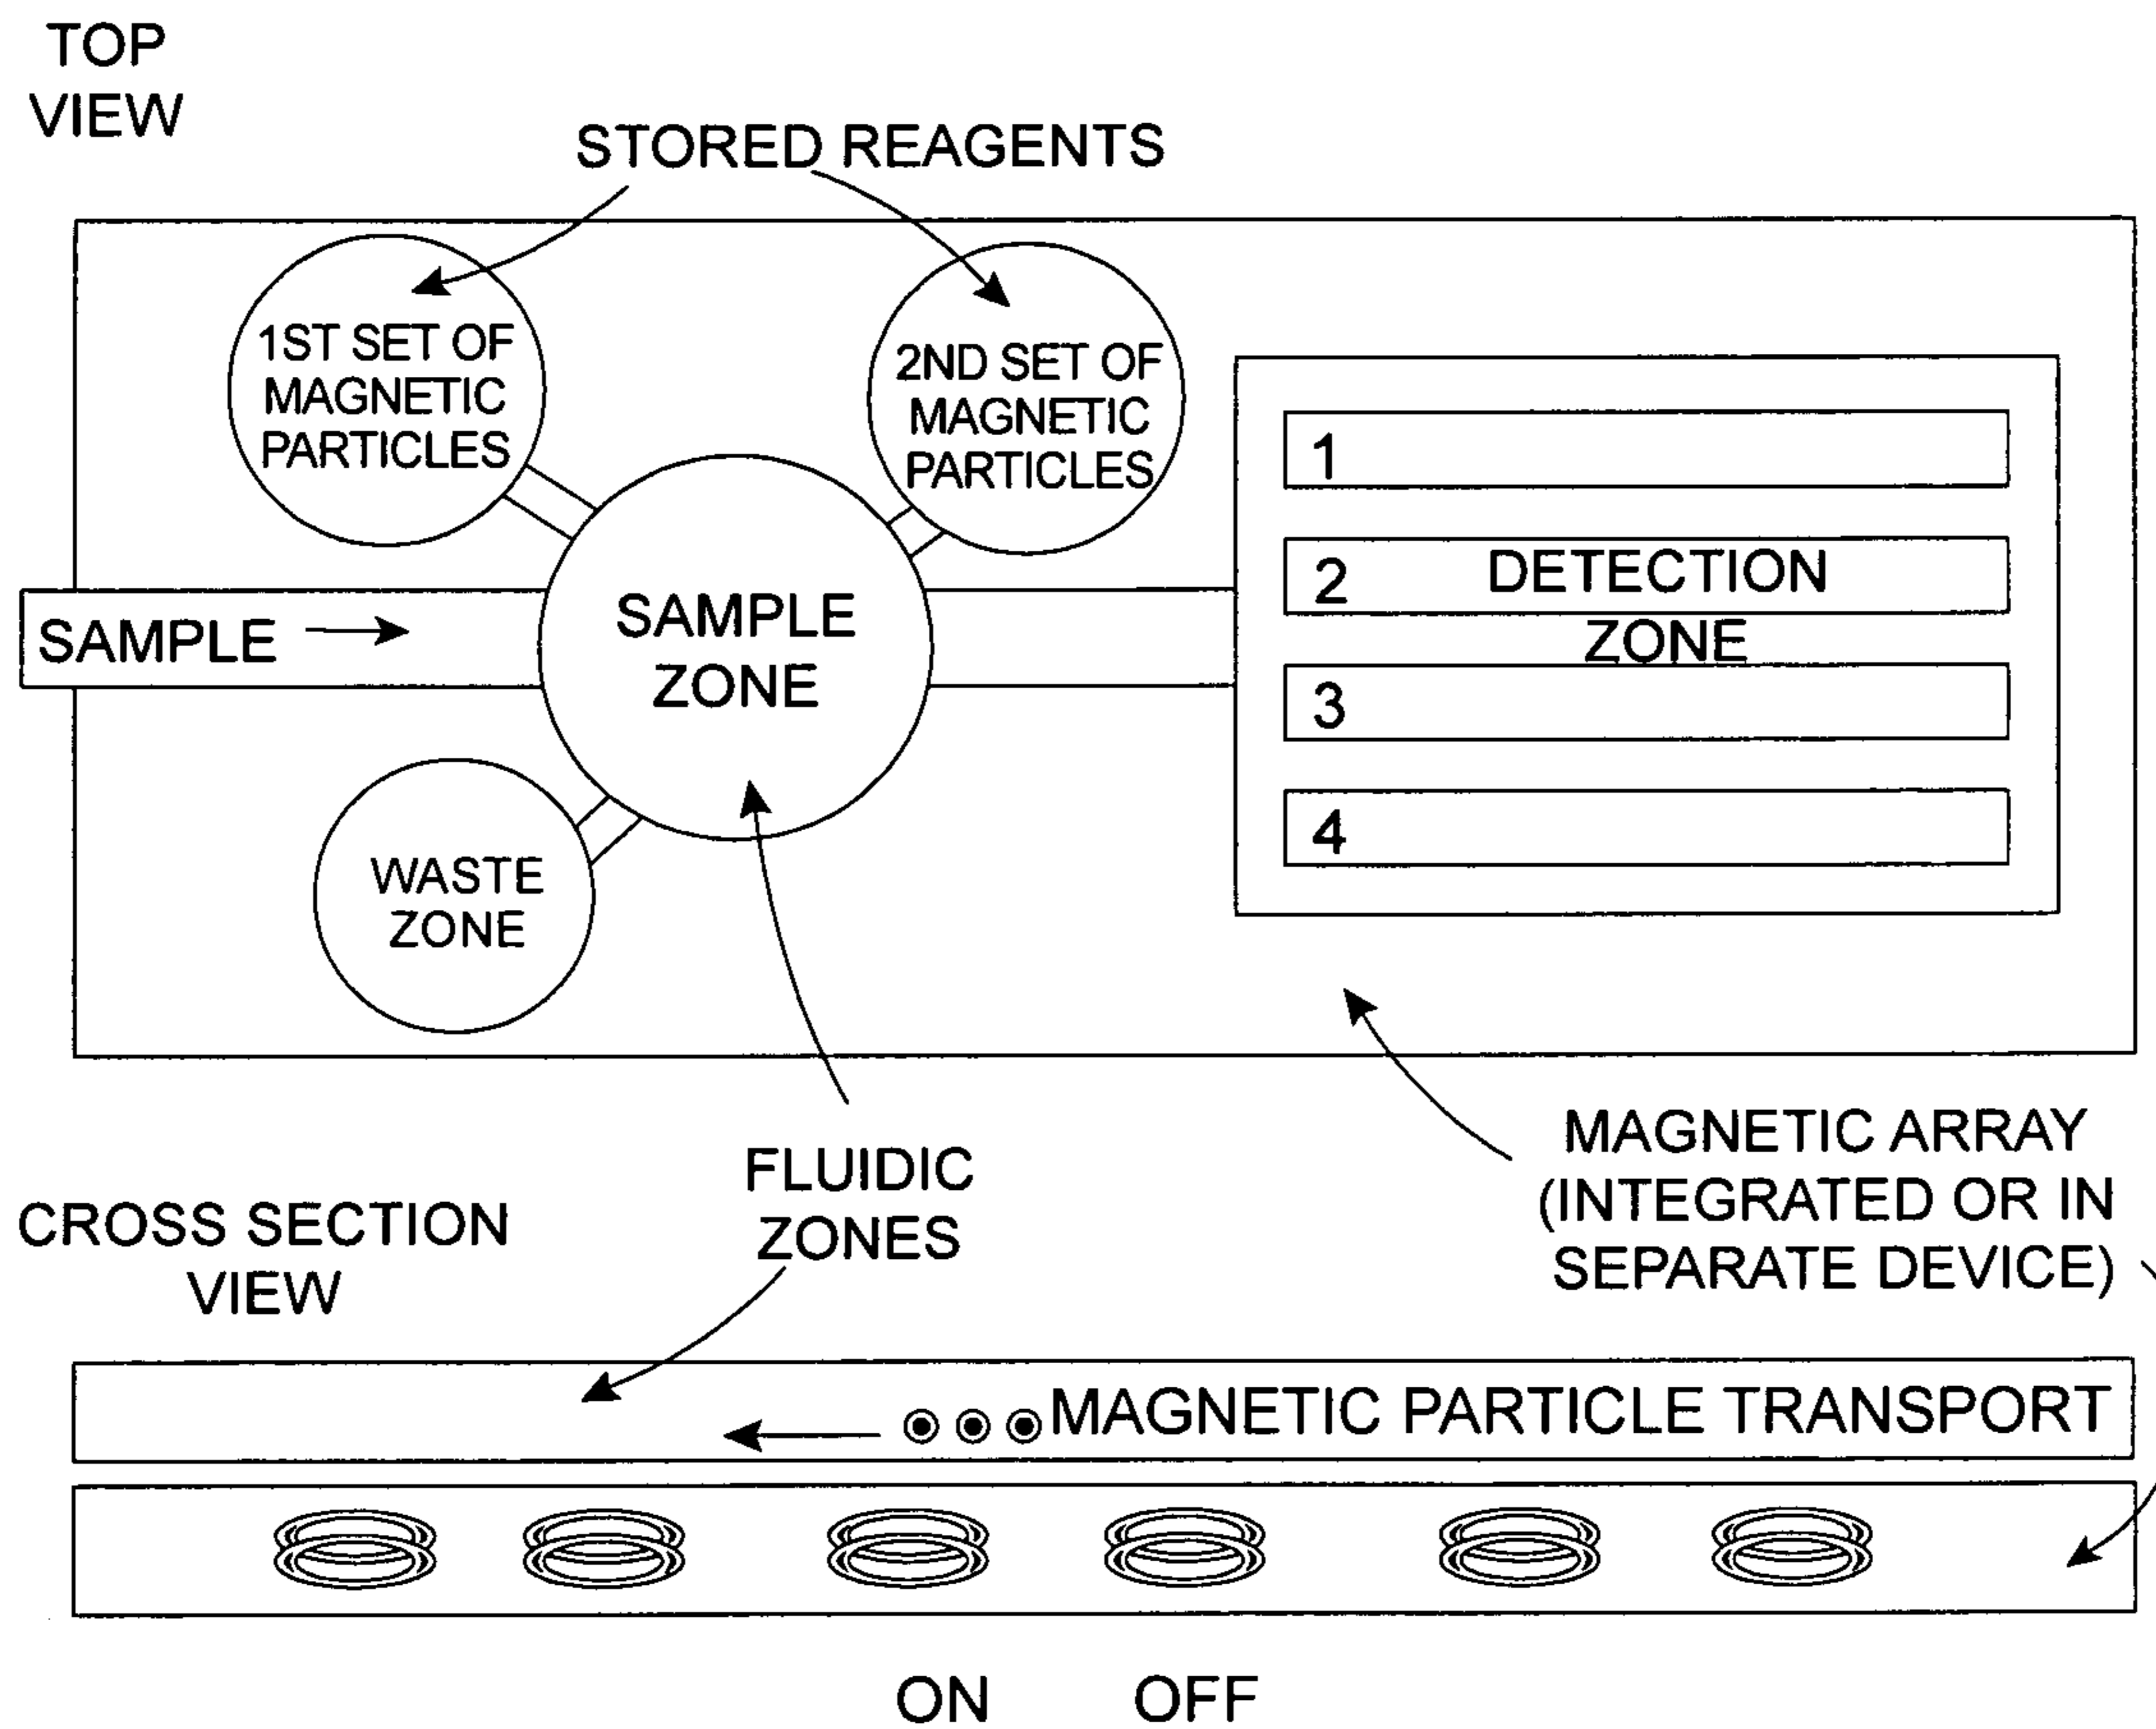 TOP
VIEW
STORED REAGENTS
1ST SET OF
MAGNETIC
PARTICLES
2ND SET OF
MAGNETIC
PARTICLES
SAMPLE
SAMPLE
ZONE
WASTE
ZONE
1
2 DETECTION
ZONE
3
4
FLUIDIC
ZONES
MAGNETIC ARRAY
(INTEGRATED OR IN
SEPARATE DEVICE)
CROSS SECTION
VIEW
MAGNETIC PARTICLE TRANSPORT
ON OFF